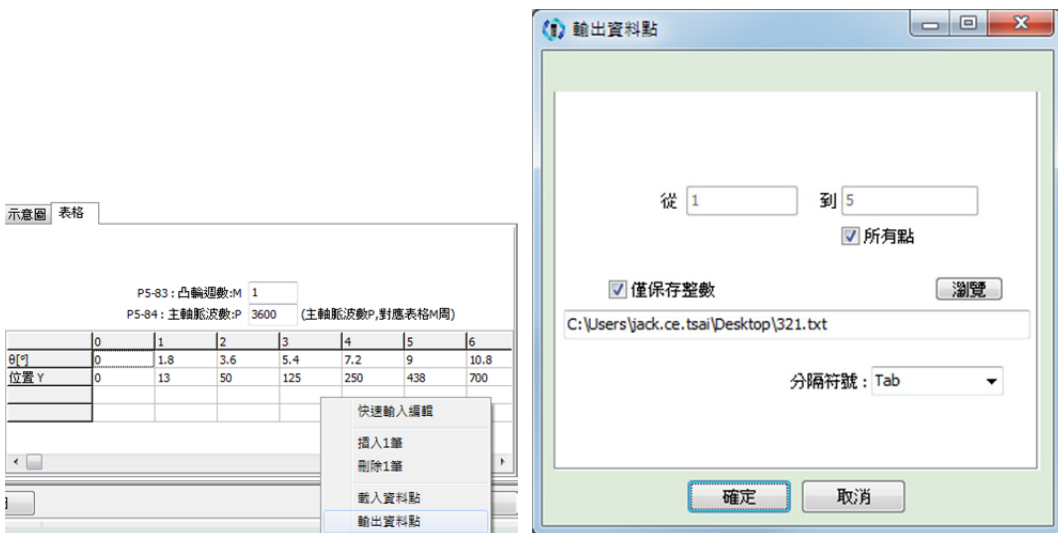 示意圖 表格
P5-83 : 凸輪週數:M 1
P5-84 : 主軸脈波數:P 3600 (主軸脈波數P,對應表格M周)
0 1 2 3 4 5 6
θ[°] 0 1.8 3.6 5.4 7.2 9 10.8
位置 Y 0 13 50 125 250 438 700
快速輸入編輯
插入1筆
刪除1筆
載入資料點
輸出資料點
輸出資料點
從 1 到 5
所有點
僅保存整數 瀏覽
C:\Users\jack.ce.tsai\Desktop\321.txt
分隔符號 : Tab
確定 取消